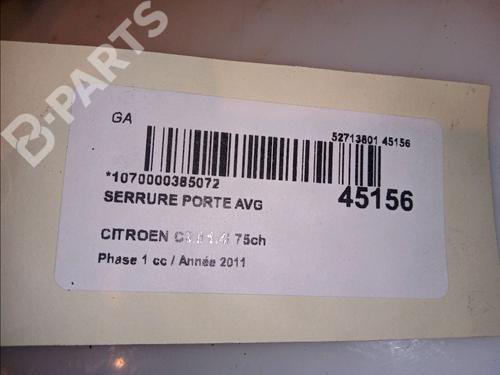 B-PARTS
GA
52713801 45156
*1070000385072
SERRURE PORTE AVG
45156
CITROEN 75ch
Phase 1 cc / Année 2011